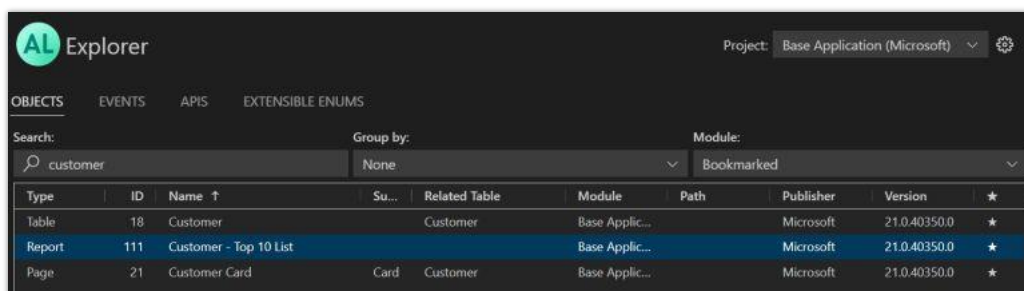 AL Explorer
Project: Base Application (Microsoft)
OBJECTS EVENTS APIS EXTENSIBLE ENUMS
Search: Group by: Module:
customer None Bookmarked
Type ID Name ↑ Su... Related Table Module Path Publisher Version ★
Table 18 Customer Customer Base Applic... Microsoft 21.0.40350.0 ★
Report 111 Customer - Top 10 List Base Applic... Microsoft 21.0.40350.0 ★
Page 21 Customer Card Card Customer Base Applic... Microsoft 21.0.40350.0 ★